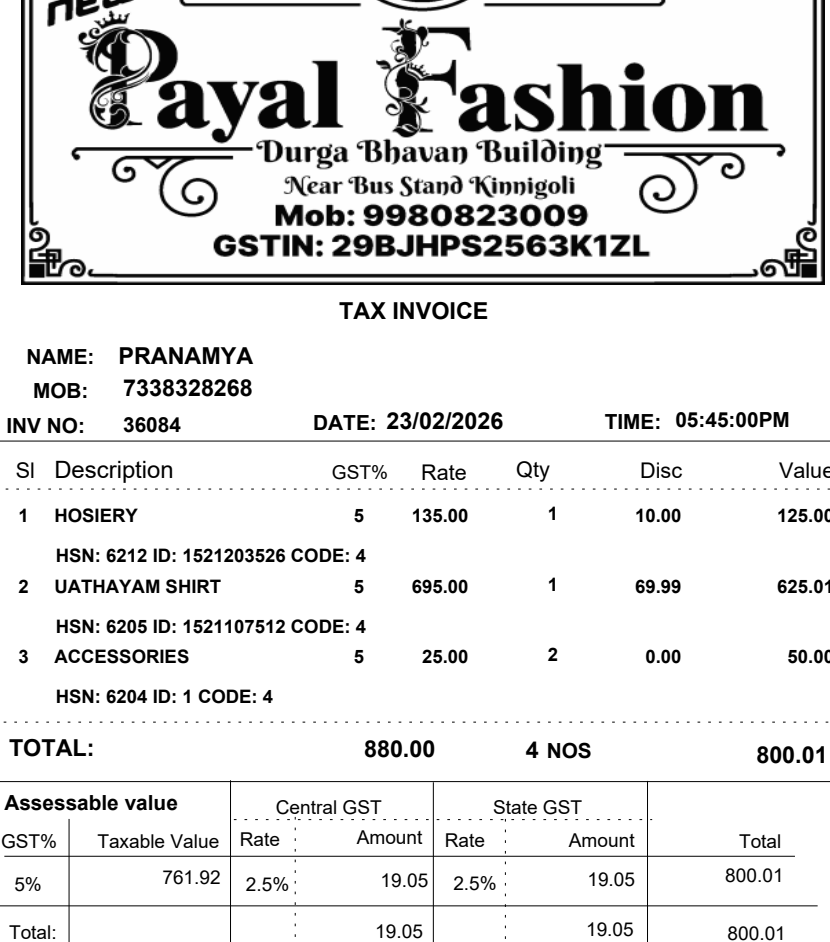 new
Payal Fashion
Durga Bhavan Building
Near Bus Stand Kinnigoli
Mob: 9980823009
GSTIN: 29BJHPS2563K1ZL
TAX INVOICE
NAME: PRANAMYA
MOB: 7338328268
INV NO: 36084 DATE: 23/02/2026 TIME: 05:45:00PM
Sl Description GST% Rate Qty Disc Value
1 HOSIERY 5 135.00 1 10.00 125.00
HSN: 6212 ID: 1521203526 CODE: 4
2 UATHAYAM SHIRT 5 695.00 1 69.99 625.01
HSN: 6205 ID: 1521107512 CODE: 4
3 ACCESSORIES 5 25.00 2 0.00 50.00
HSN: 6204 ID: 1 CODE: 4
TOTAL: 880.00 4 NOS 800.01
Assessable value Central GST State GST
GST% Taxable Value Rate Amount Rate Amount Total
5% 761.92 2.5% 19.05 2.5% 19.05 800.01
Total: 19.05 19.05 800.01